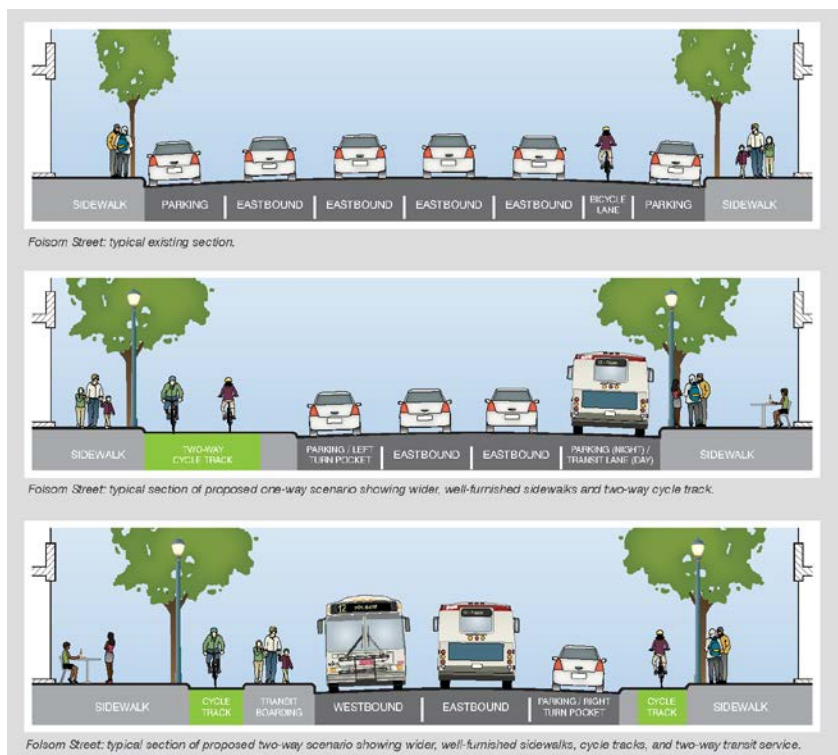 SIDEWALK PARKING EASTBOUND EASTBOUND EASTBOUND EASTBOUND BICYCLE LANE PARKING SIDEWALK
Folsom Street: typical existing section.
SIDEWALK TWO-WAY CYCLE TRACK PARKING / LEFT TURN POCKET EASTBOUND EASTBOUND PARKING (NIGHT) / TRANSIT LANE (DAY) SIDEWALK
Folsom Street: typical section of proposed one-way scenario showing wider, well-furnished sidewalks and two-way cycle track.
12
SIDEWALK CYCLE TRACK TRANSIT BOARDING WESTBOUND EASTBOUND PARKING / RIGHT TURN POCKET CYCLE TRACK SIDEWALK
Folsom Street: typical section of proposed two-way scenario showing wider, well-furnished sidewalks, cycle tracks, and two-way transit service.